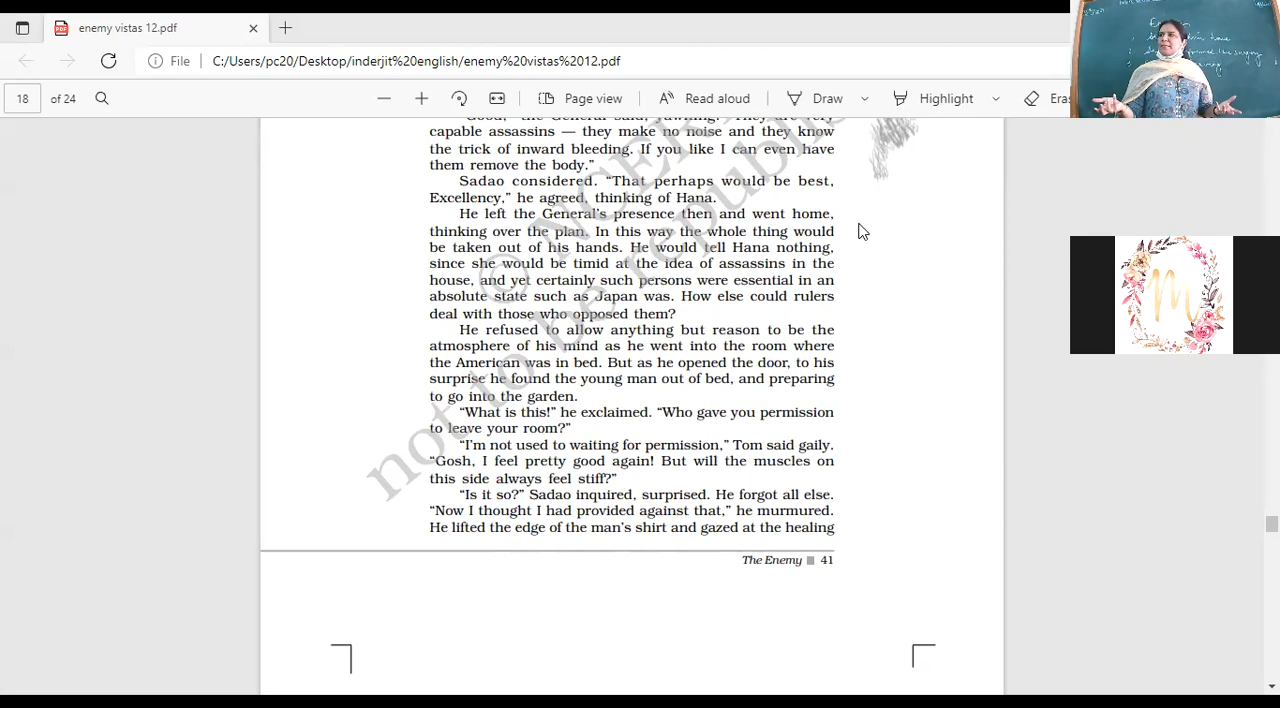 enemy vistas 12.pdf
File
C:/Users/pc20/Desktop/inderjit%20english/enemy%20vistas%2012.pdf
18 of 24
Page view
Read aloud
Draw
Highlight
Eras
"Good," the General said, yawning. "They are very
capable assassins — they make no noise and they know
the trick of inward bleeding. If you like I can even have
them remove the body."
Sadao considered. "That perhaps would be best,
Excellency," he agreed, thinking of Hana.
He left the General's presence then and went home,
thinking over the plan. In this way the whole thing would
be taken out of his hands. He would tell Hana nothing,
since she would be timid at the idea of assassins in the
house, and yet certainly such persons were essential in an
absolute state such as Japan was. How else could rulers
deal with those who opposed them?
He refused to allow anything but reason to be the
atmosphere of his mind as he went into the room where
the American was in bed. But as he opened the door, to his
surprise he found the young man out of bed, and preparing
to go into the garden.
"What is this!" he exclaimed. "Who gave you permission
to leave your room?"
"I'm not used to waiting for permission," Tom said gaily.
"Gosh, I feel pretty good again! But will the muscles on
this side always feel stiff?"
"Is it so?" Sadao inquired, surprised. He forgot all else.
"Now I thought I had provided against that," he murmured.
He lifted the edge of the man's shirt and gazed at the healing
The Enemy 41
© NCER
not to be republis
M